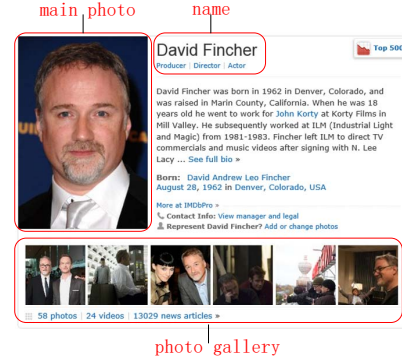 main photo
name
David Fincher
Top 500
Producer | Director | Actor
David Fincher was born in 1962 in Denver, Colorado, and
was raised in Marin County, California. When he was 18
years old he went to work for John Korty at Korty Films in
Mill Valley. He subsequently worked at ILM (Industrial Light
and Magic) from 1981-1983. Fincher left ILM to direct TV
commercials and music videos after signing with N. Lee
Lacy ... See full bio »
Born: David Andrew Leo Fincher
August 28, 1962 in Denver, Colorado, USA
More at IMDbPro »
Contact Info: View manager and legal
Represent David Fincher? Add or change photos
58 photos | 24 videos | 13029 news articles »
photo gallery